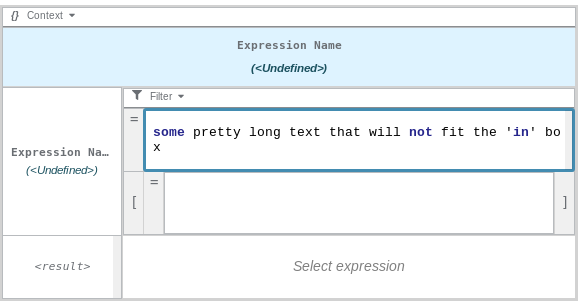 {} Context
Expression Name
(<Undefined>)
Filter
Expression Na…
(<Undefined>)
=
some pretty long text that will not fit the 'in' bo
x
[ = ]
<result>
Select expression